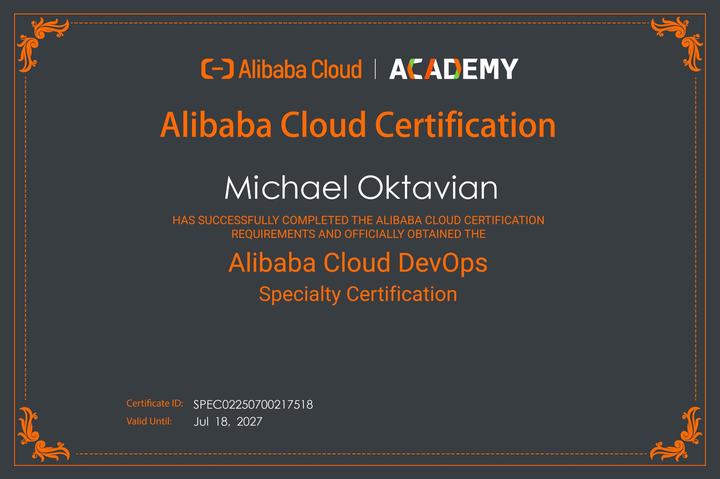 Alibaba Cloud | ACADEMY
Alibaba Cloud Certification
Michael Oktavian
HAS SUCCESSFULLY COMPLETED THE ALIBABA CLOUD CERTIFICATION
REQUIREMENTS AND OFFICIALLY OBTAINED THE
Alibaba Cloud DevOps
Specialty Certification
Certificate ID: SPEC02250700217518
Valid Until: Jul 18, 2027